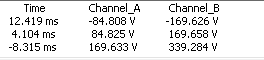 Time Channel_A Channel_B
12.419 ms -84.808 V -169.626 V
4.104 ms 84.825 V 169.658 V
-8.315 ms 169.633 V 339.284 V